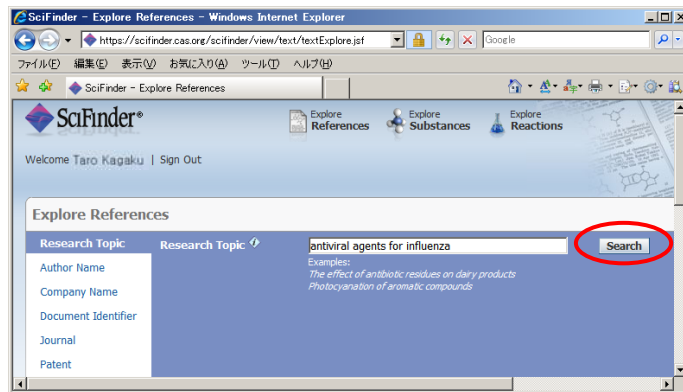 SciFinder - Explore References - Windows Internet Explorer
https://scifinder.cas.org/scifinder/view/text/textExplore.jsf
Google
ファイル(F) 編集(E) 表示(V) お気に入り(A) ツール(T) ヘルプ(H)
SciFinder - Explore References
SciFinder®
Explore References
Explore Substances
Explore Reactions
Welcome Taro Kagaku | Sign Out
Explore References
Research Topic
Author Name
Company Name
Document Identifier
Journal
Patent
Research Topic
antiviral agents for influenza
Search
Examples:
The effect of antibiotic residues on dairy products
Photocyanation of aromatic compounds